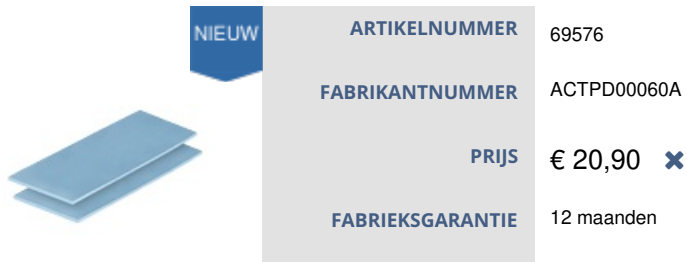 NIEUW
ARTIKELNUMMER 69576
FABRIKANTNUMMER ACTPD00060A
PRIJS € 20,90
FABRIEKSGARANTIE 12 maanden